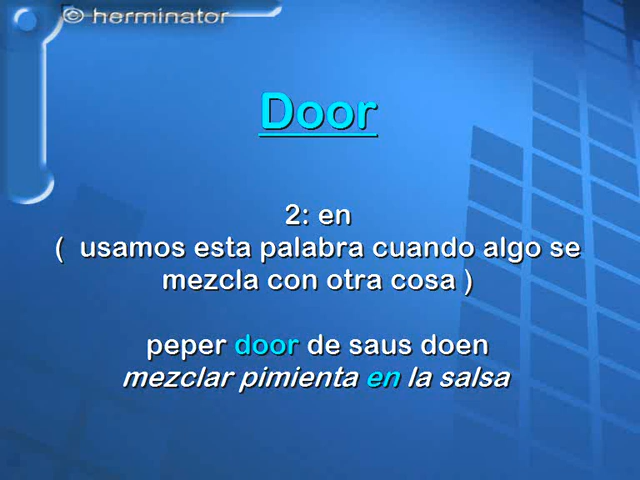 © herminator
Door
2: en
( usamos esta palabra cuando algo se
mezcla con otra cosa )
peper door de saus doen
mezclar pimienta en la salsa